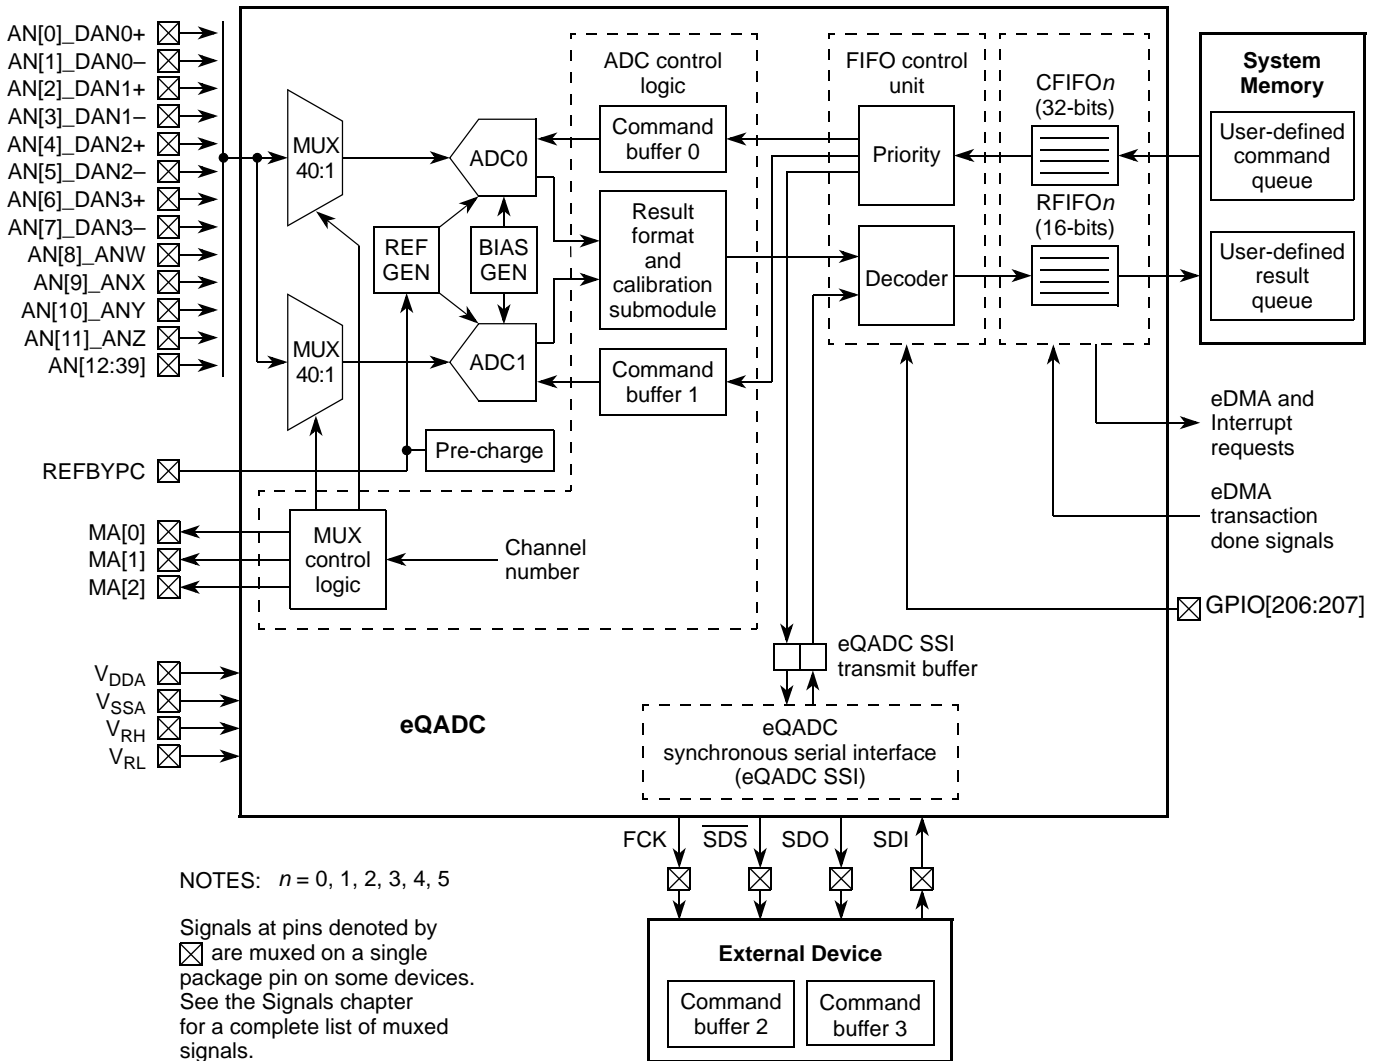 AN[0]_DAN0+
AN[1]_DAN0–
AN[2]_DAN1+
AN[3]_DAN1–
AN[4]_DAN2+
AN[5]_DAN2–
AN[6]_DAN3+
AN[7]_DAN3–
AN[8]_ANW
AN[9]_ANX
AN[10]_ANY
AN[11]_ANZ
AN[12:39]
REFBYPC
MA[0]
MA[1]
MA[2]
VDDA
VSSA
VRH
VRL
MUX
40:1
MUX
40:1
ADC0
REF
GEN
BIAS
GEN
ADC1
Pre-charge
MUX
control
logic
Channel
number
ADC control
logic
Command
buffer 0
Result
format
and
calibration
submodule
Command
buffer 1
FIFO control
unit
Priority
Decoder
CFIFOn
(32-bits)
RFIFOn
(16-bits)
System
Memory
User-defined
command
queue
User-defined
result
queue
eDMA and
Interrupt
requests
eDMA
transaction
done signals
GPIO[206:207]
eQADC SSI
transmit buffer
eQADC
eQADC
synchronous serial interface
(eQADC SSI)
FCK
SDS
SDO
SDI
External Device
Command
buffer 2
Command
buffer 3
NOTES: n = 0, 1, 2, 3, 4, 5
Signals at pins denoted by
are muxed on a single
package pin on some devices.
See the Signals chapter
for a complete list of muxed
signals.